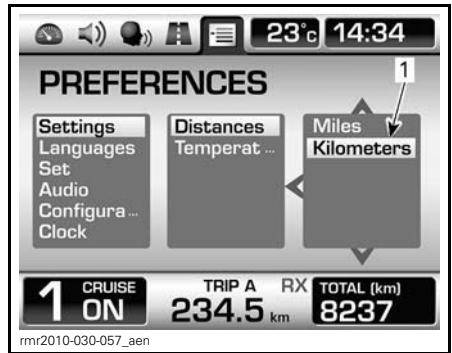 23°c 14:34
PREFERENCES
1
Settings
Languages
Set
Audio
Configura ...
Clock
Distances
Temperat ...
Miles
Kilometers
1 CRUISE ON
TRIP A
234.5 km
RX
TOTAL (km)
8237
rmr2010-030-057_aen